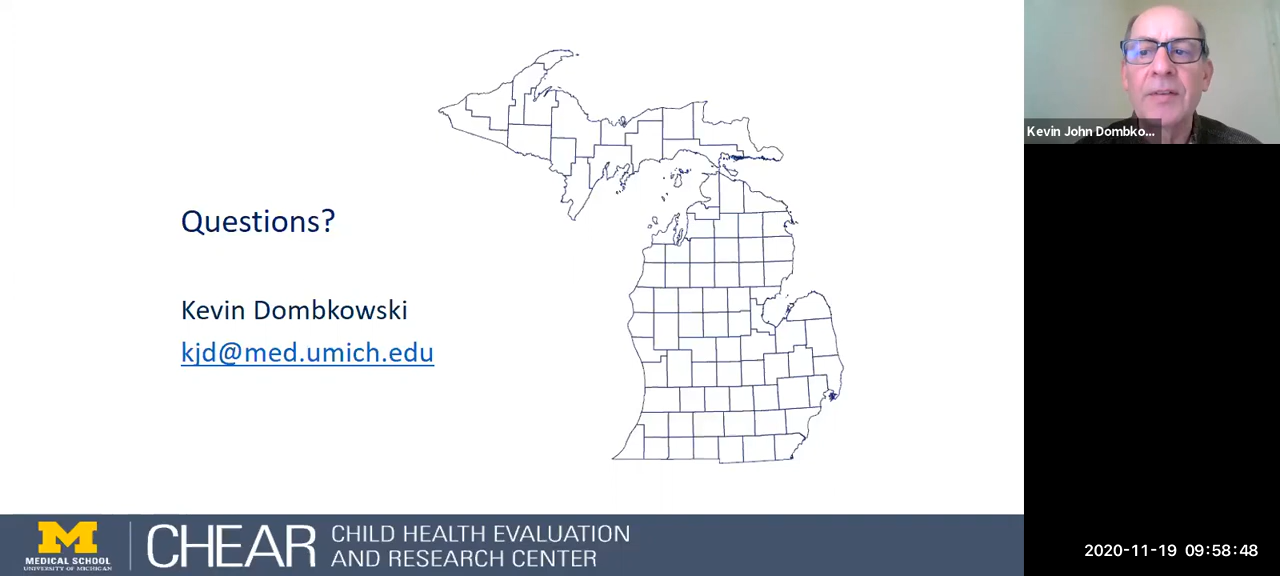 Questions?
Kevin Dombkowski
kjd@med.umich.edu
Kevin John Dombko...
M
MEDICAL SCHOOL
UNIVERSITY OF MICHIGAN
CHEAR
CHILD HEALTH EVALUATION
AND RESEARCH CENTER
2020-11-19 09:58:48